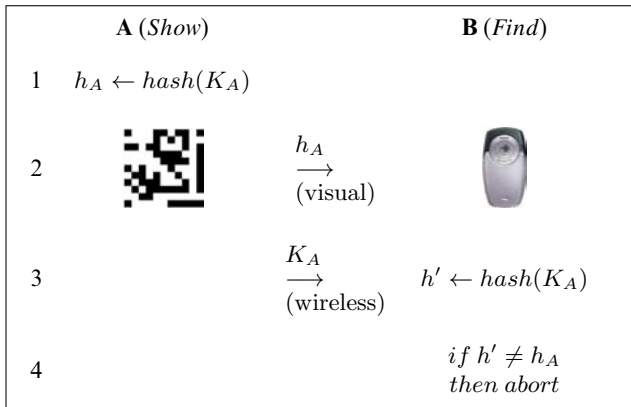 A (Show) B (Find)
1 h_A ← hash(K_A)
2 h_A
→
(visual)
3 K_A
→
(wireless) h′ ← hash(K_A)
4 if h′ ≠ h_A
then abort